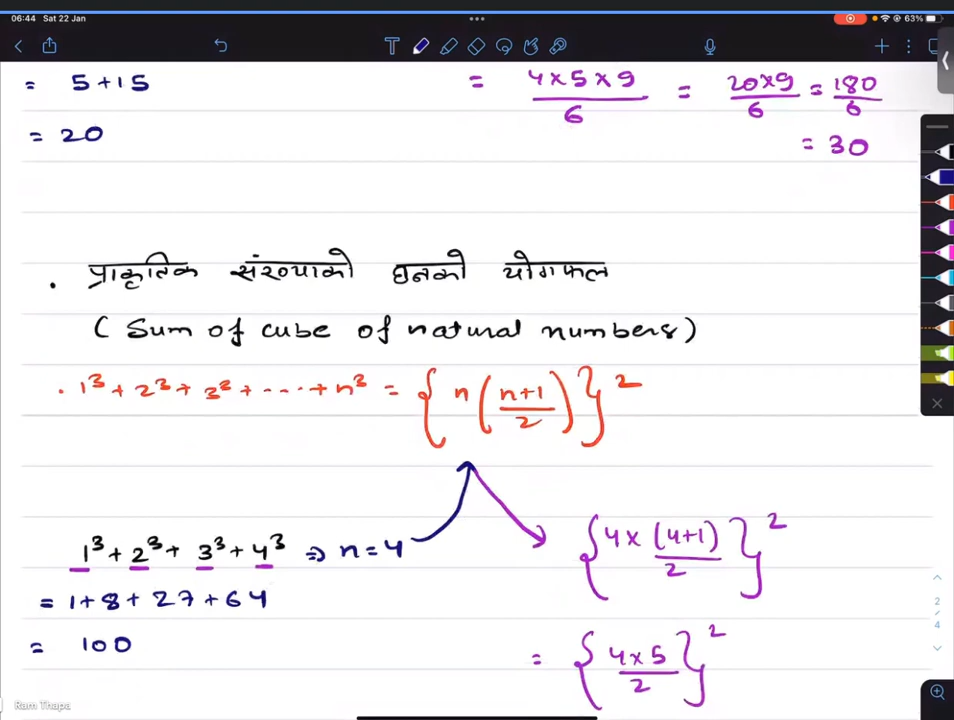 06:44 Sat 22 Jan
63%
T
= 5+15
= 4×5×9/6 = 20×9/6 = 180/6
= 20
= 30
. प्राकृतिक संख्याको घनको योगफल
( Sum of cube of natural numbers)
. 1³ + 2³ + 3³ + ---- + n³ = { n ( n+1/2 ) }²
1³ + 2³ + 3³ + 4³ ⇒ n = 4
{ 4 × (4+1)/2 }²
= 1+8+27+64
= 100
= { 4×5/2 }²
2/4
Ram Thapa